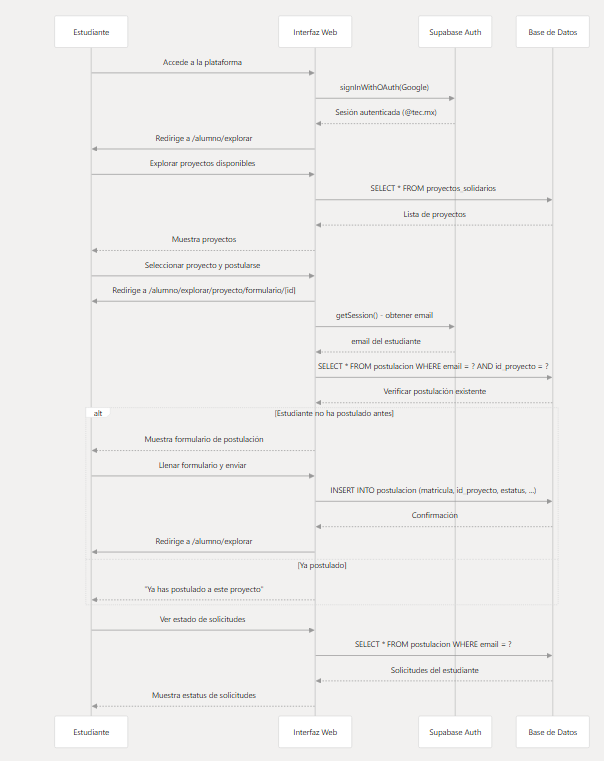 Estudiante Interfaz Web Supabase Auth Base de Datos
Accede a la plataforma
signInWithOAuth(Google)
Sesión autenticada (@tec.mx)
Redirige a /alumno/explorar
Explorar proyectos disponibles
SELECT * FROM proyectos_solidarios
Lista de proyectos
Muestra proyectos
Seleccionar proyecto y postularse
Redirige a /alumno/explorar/proyecto/formulario/[id]
getSession() - obtener email
email del estudiante
SELECT * FROM postulacion WHERE email = ? AND id_proyecto = ?
Verificar postulación existente
alt [Estudiante no ha postulado antes]
Muestra formulario de postulación
Llenar formulario y enviar
INSERT INTO postulacion (matricula, id_proyecto, estatus, ...)
Confirmación
Redirige a /alumno/explorar
[Ya postulado]
"Ya has postulado a este proyecto"
Ver estado de solicitudes
SELECT * FROM postulacion WHERE email = ?
Solicitudes del estudiante
Muestra estatus de solicitudes
Estudiante Interfaz Web Supabase Auth Base de Datos